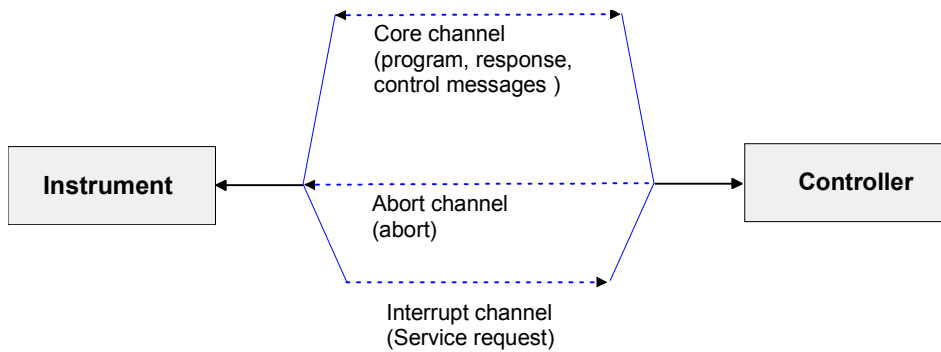 Core channel
(program, response,
control messages )
Instrument
Controller
Abort channel
(abort)
Interrupt channel
(Service request)